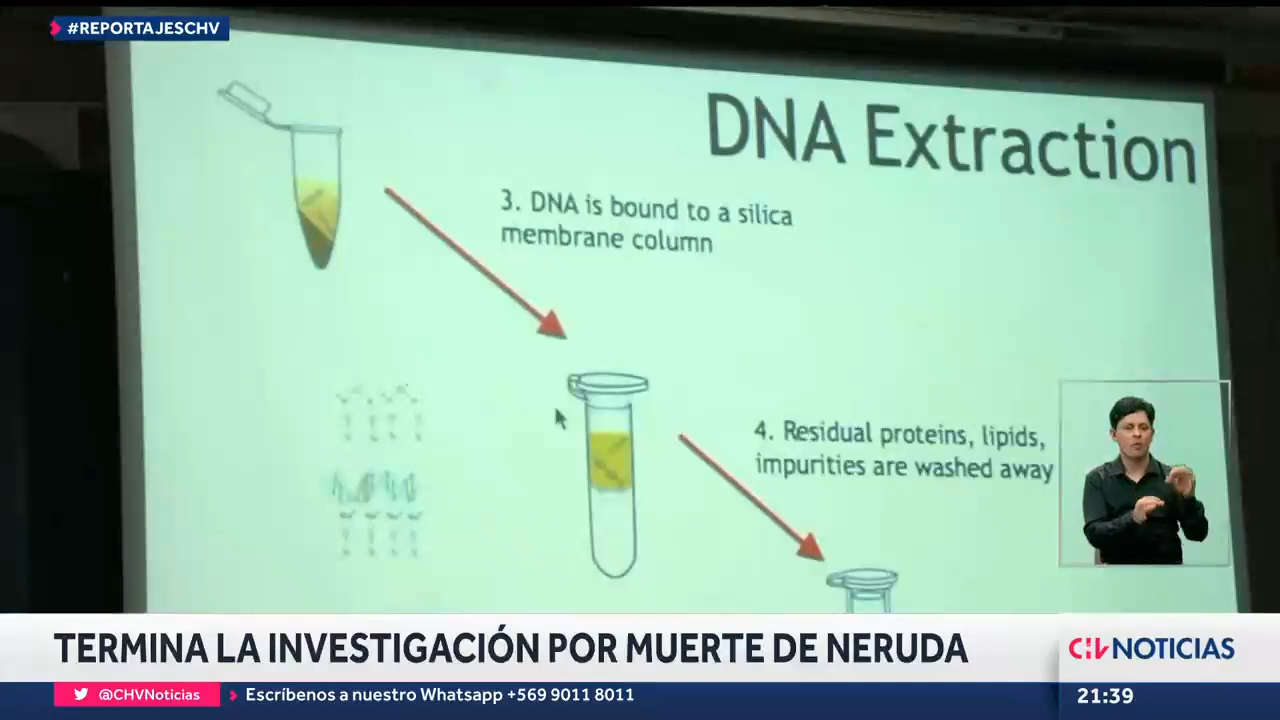 #REPORTAJESCHV
DNA Extraction
3. DNA is bound to a silica
membrane column
4. Residual proteins, lipids,
impurities are washed away
TERMINA LA INVESTIGACIÓN POR MUERTE DE NERUDA
CHV NOTICIAS
@CHVNoticias
Escríbenos a nuestro Whatsapp +569 9011 8011
21:39